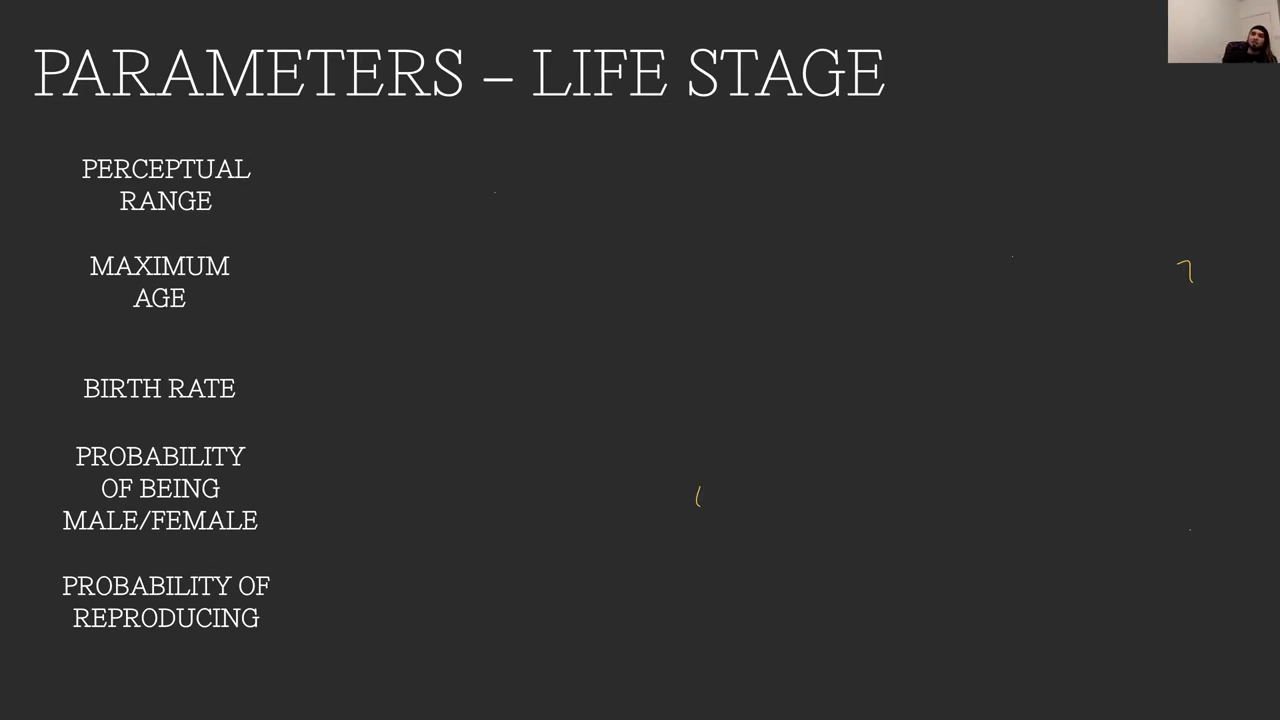 PARAMETERS – LIFE STAGE
PERCEPTUAL
RANGE
MAXIMUM
AGE
BIRTH RATE
PROBABILITY
OF BEING
MALE/FEMALE
PROBABILITY OF
REPRODUCING